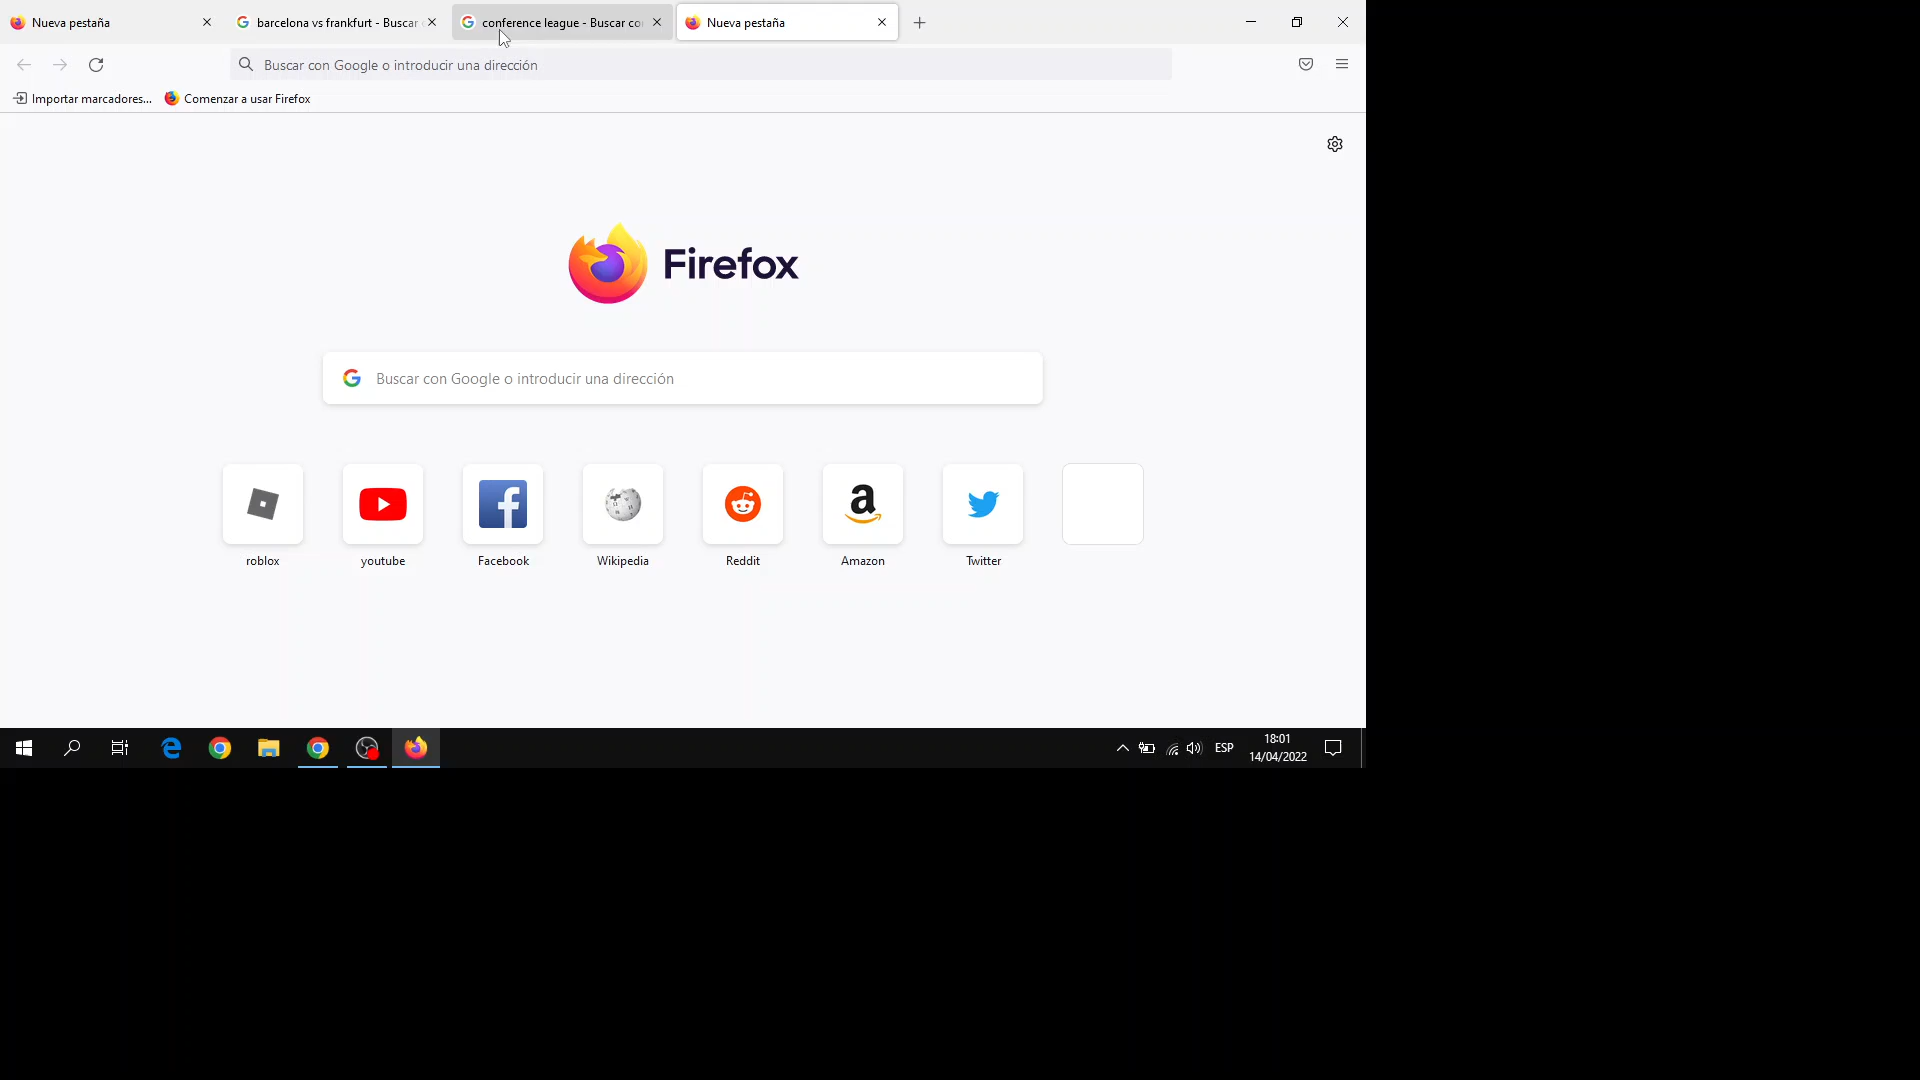 Nueva pestaña
barcelona vs frankfurt - Buscar
conference league - Buscar co
Nueva pestaña
Buscar con Google o introducir una dirección
Importar marcadores...
Comenzar a usar Firefox
Firefox
Buscar con Google o introducir una dirección
roblox
youtube
Facebook
Wikipedia
Reddit
Amazon
Twitter
ESP
18:01
14/04/2022